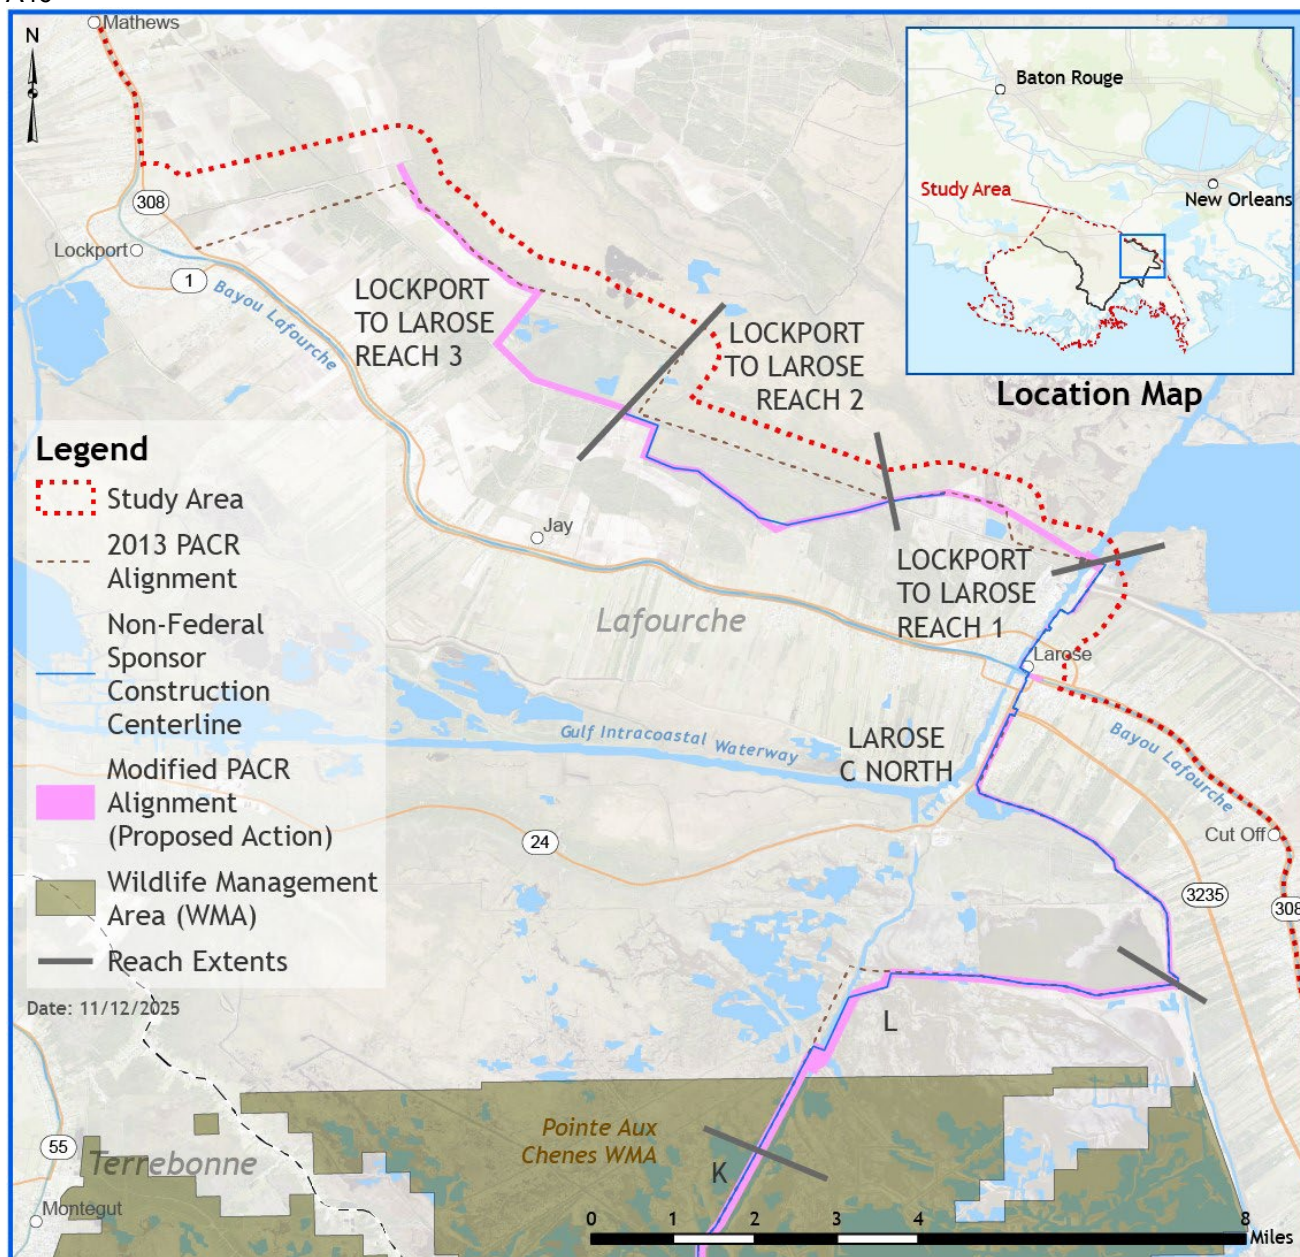 Mathews
N
Baton Rouge
Study Area
New Orleans
Location Map
308
Lockport
1
Bayou Lafourche
LOCKPORT
TO LAROSE
REACH 3
LOCKPORT
TO LAROSE
REACH 2
Legend
Study Area
2013 PACR
Alignment
Non-Federal
Sponsor
Construction
Centerline
Modified PACR
Alignment
(Proposed Action)
Wildlife Management
Area (WMA)
Reach Extents
Date: 11/12/2025
Jay
LOCKPORT
TO LAROSE
REACH 1
Lafourche
Larose
Gulf Intracoastal Waterway
LAROSE
C NORTH
Bayou Lafourche
Cut Off
24
3235
308
L
Pointe Aux
Chenes WMA
K
55
Terrebonne
Montegut
0 1 2 3 4 8
Miles